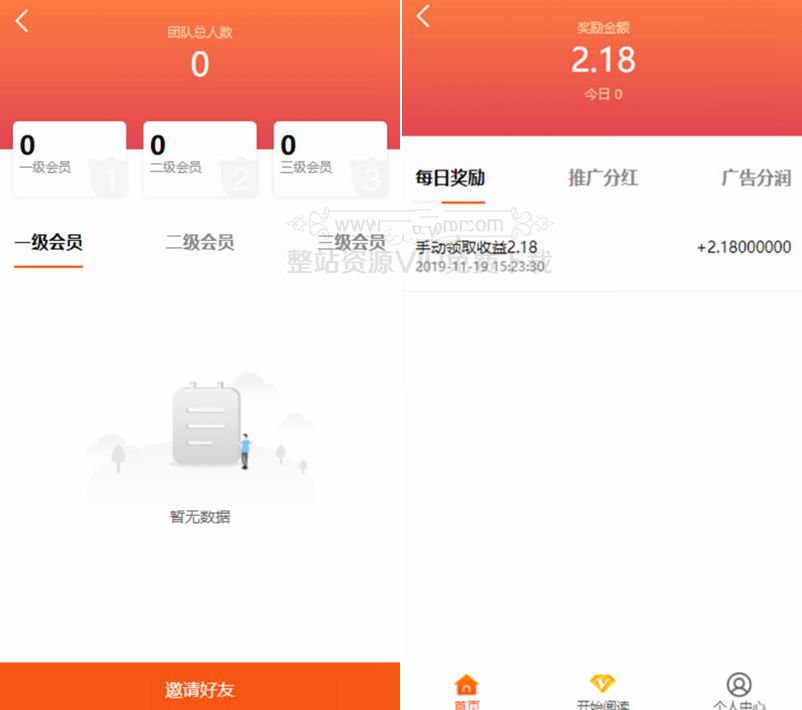 团队总人数
0
0
一级会员
1
0
二级会员
2
0
三级会员
3
一级会员
二级会员
三级会员
暂无数据
邀请好友
奖励金额
2.18
今日 0
每日奖励
推广分红
广告分润
手动领取收益2.18
+2.18000000
2019-11-19 15:23:30
首页
开始阅读
个人中心
整站资源VIP免费下载